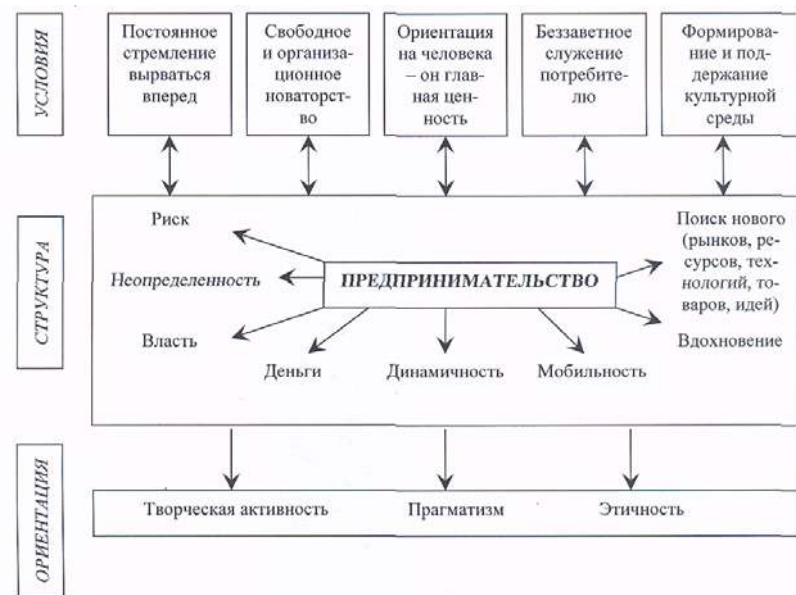 УСЛОВИЯ
Постоянное
стремление
вырваться
вперед
Свободное
и организа-
ционное
новаторст-
во
Ориентация
на человека
– он глав-
ная цен-
ность
Беззаветное
служение
потребите-
лю
Формирова-
ние и под-
держание
культурной
среды
СТРУКТУРА
Риск
Неопределенность
Власть
Деньги
ПРЕДПРИНИМАТЕЛЬСТВО
Динамичность
Мобильность
Поиск нового
(рынков, ре-
сурсов, тех-
нологий, то-
варов, идей)
Вдохновение
ОРИЕНТАЦИЯ
Творческая активность
Прагматизм
Этичность